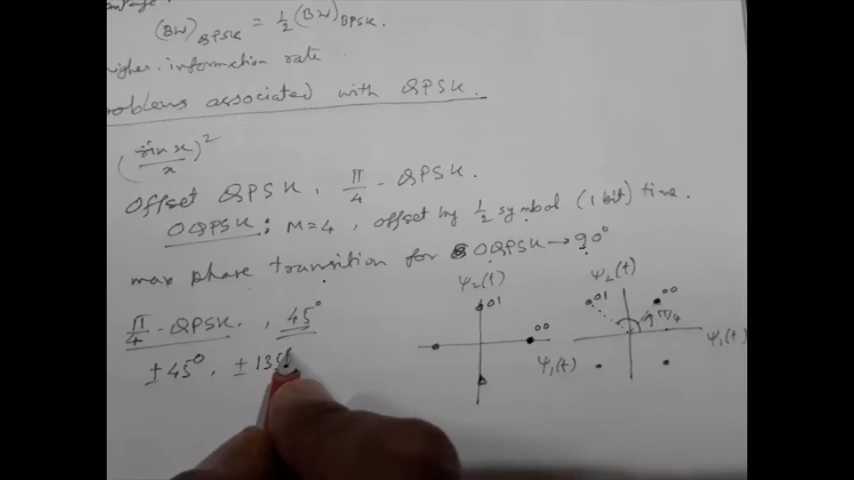 (BW)QPSK = 1/2 (BW)BPSK.
higher information rate
problems associated with QPSK.
(sin x / x)²
Offset QPSK, π/4 - QPSK.
OQPSK: M=4, offset by 1/2 symbol (1 bit) time.
max phase transition for OQPSK → 90°
π/4 - QPSK. , 45°
±45°, ±135
ψ₂(t)
01
00
ψ₁(t)
ψ₂(t)
01
00
π/4
ψ₁(t)